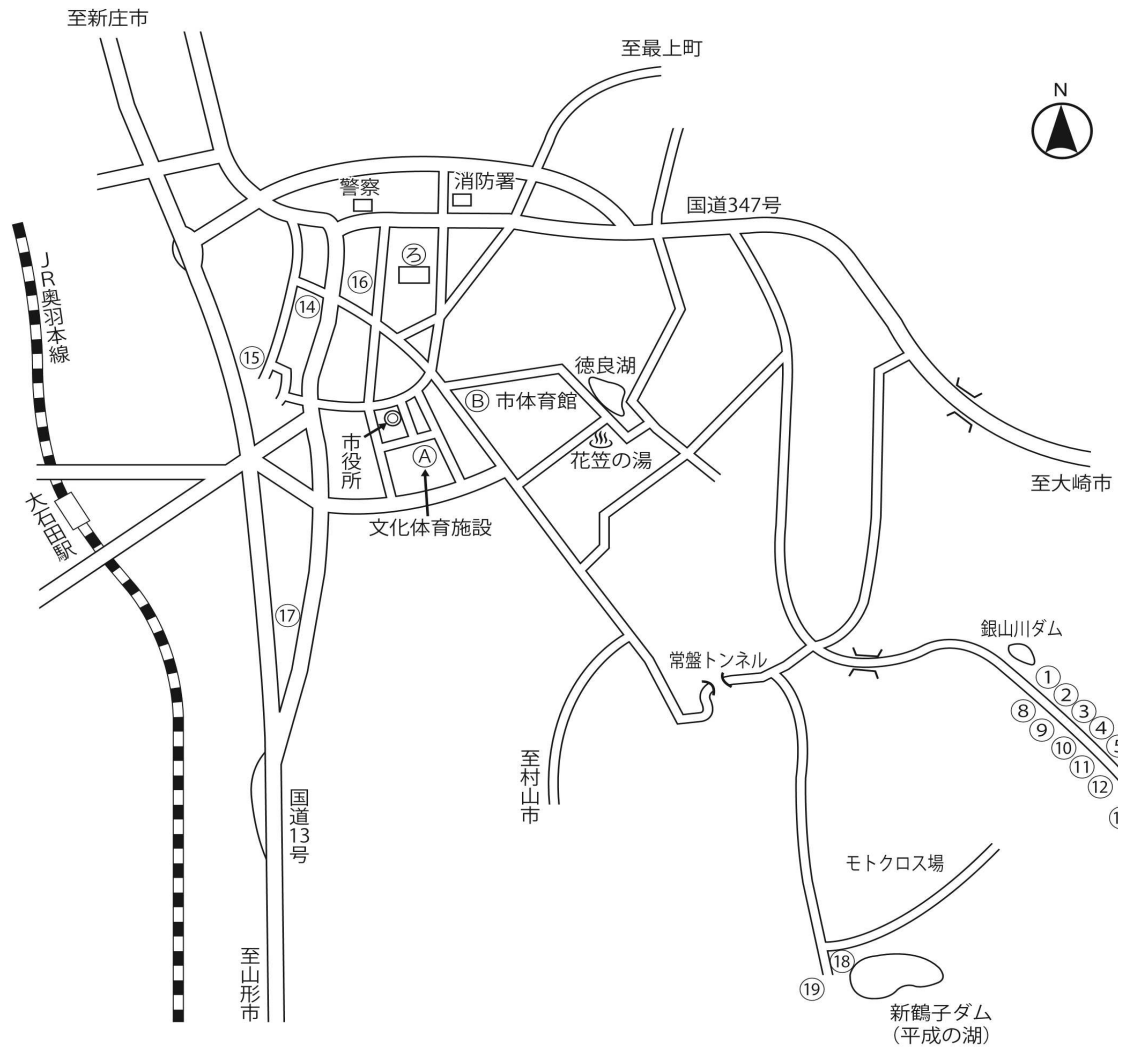 至新庄市
至最上町
N
警察
消防署
国道347号
ろ
JR奥羽本線
⑯
⑭
⑮
徳良湖
Ⓑ 市体育館
花笠の湯
市役所
Ⓐ
至大崎市
大石田駅
文化体育施設
⑰
銀山川ダム
常盤トンネル
①
②
③
④
⑧
⑨
⑩
⑪
⑫
至村山市
国道13号
モトクロス場
至山形市
⑱
⑲
新鶴子ダム
(平成の湖)